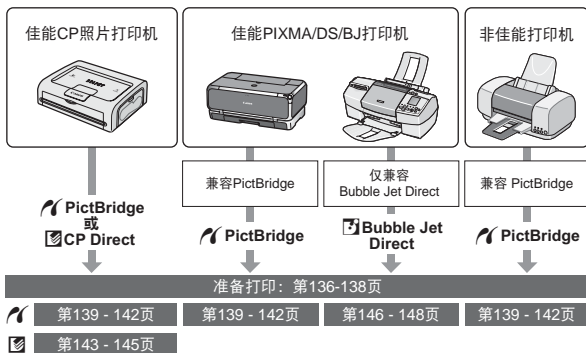 佳能CP照片打印机
佳能PIXMA/DS/BJ打印机
非佳能打印机
兼容PictBridge
仅兼容
Bubble Jet Direct
兼容 PictBridge
PictBridge
或
CP Direct
PictBridge
Bubble Jet
Direct
PictBridge
准备打印：第136-138页
第139 - 142页
第139 - 142页
第146 - 148页
第139 - 142页
第143 - 145页